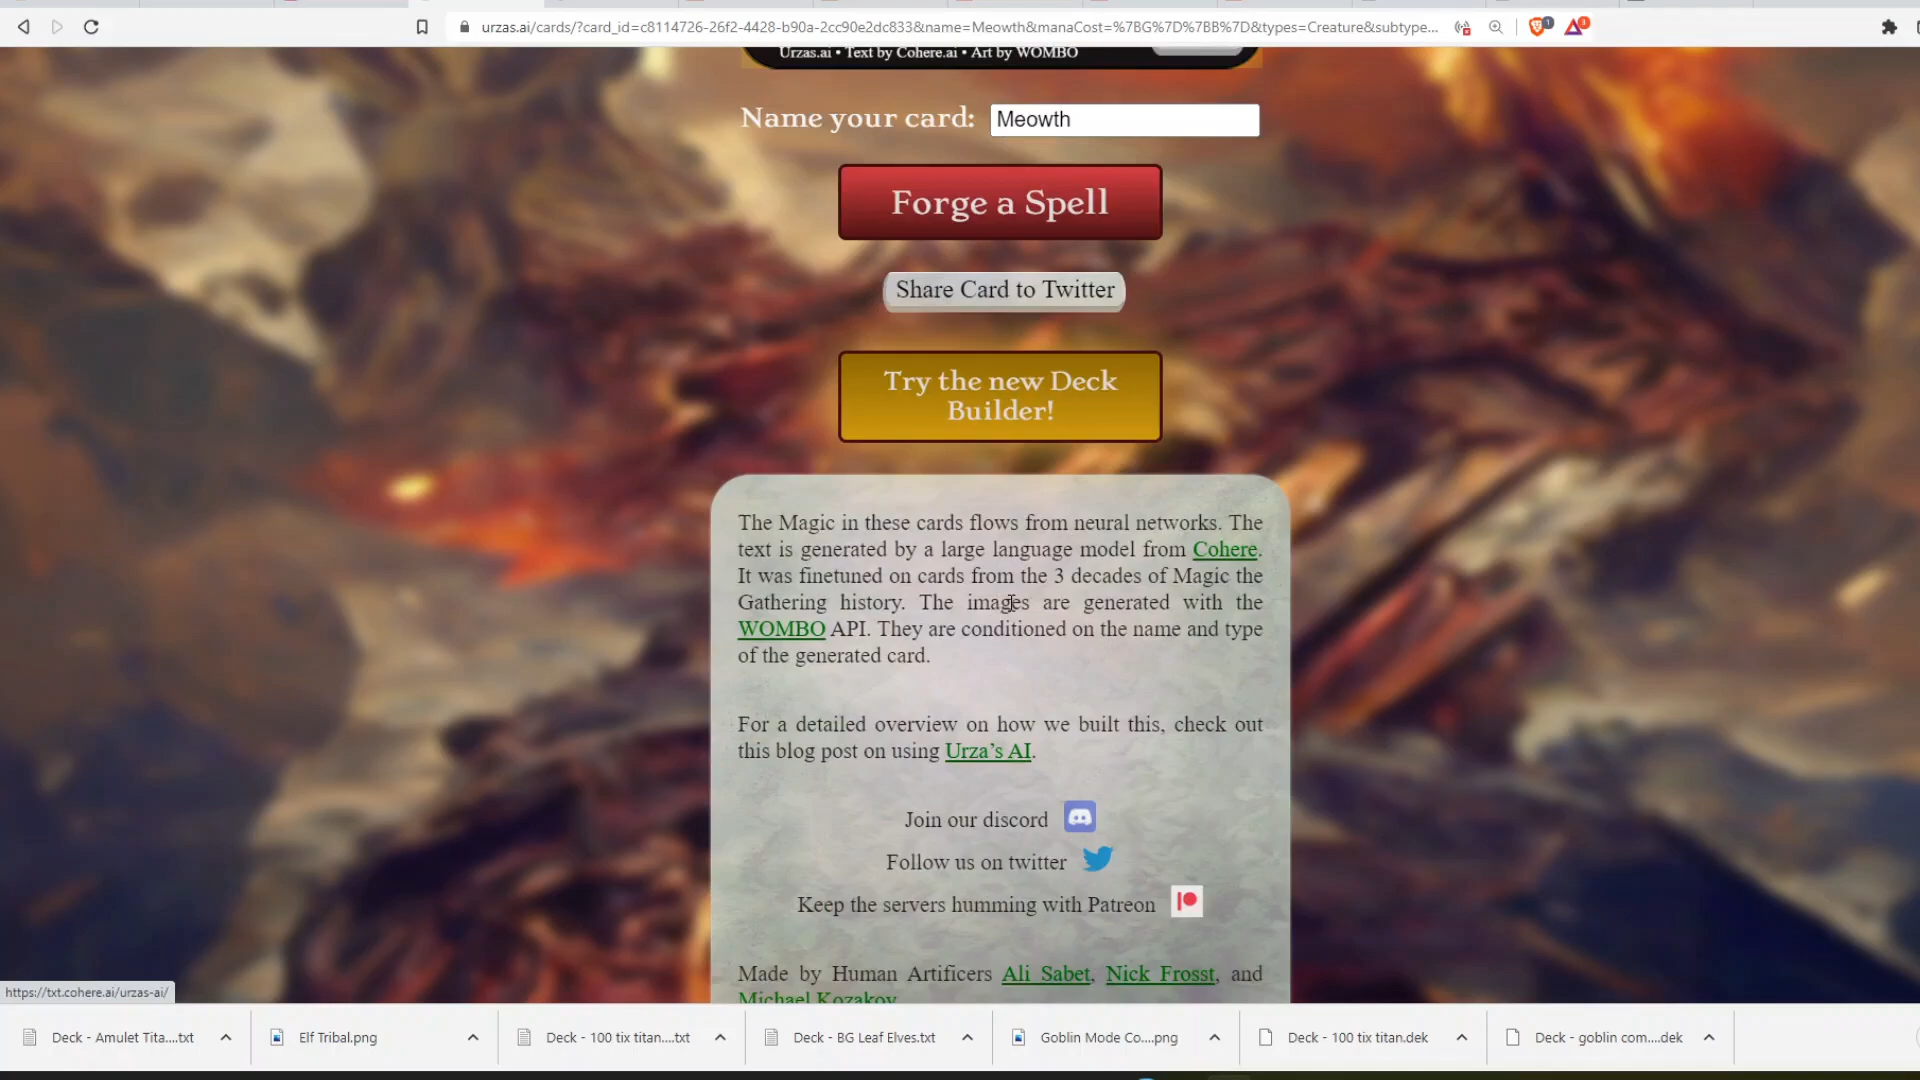 urzas.ai/cards/?card_id=c8114726-26f2-4428-b90a-2cc90e2dc833&name=Meowth&manaCost=%7BG%7D%7BB%7D&types=Creature&subtype...
Urzas.ai • Text by Cohere.ai • Art by WOMBO
Name your card: Meowth
Forge a Spell
Share Card to Twitter
Try the new Deck
Builder!
The Magic in these cards flows from neural networks. The
text is generated by a large language model from Cohere.
It was finetuned on cards from the 3 decades of Magic the
Gathering history. The images are generated with the
WOMBO API. They are conditioned on the name and type
of the generated card.
For a detailed overview on how we built this, check out
this blog post on using Urza's AI.
Join our discord
Follow us on twitter
Keep the servers humming with Patreon
Made by Human Artificers Ali Sabet, Nick Frosst, and
Michael Kozakov
https://txt.cohere.ai/urzas-ai/
Deck - Amulet Tita....txt
Elf Tribal.png
Deck - 100 tix titan....txt
Deck - BG Leaf Elves.txt
Goblin Mode Co....png
Deck - 100 tix titan.dek
Deck - goblin com....dek